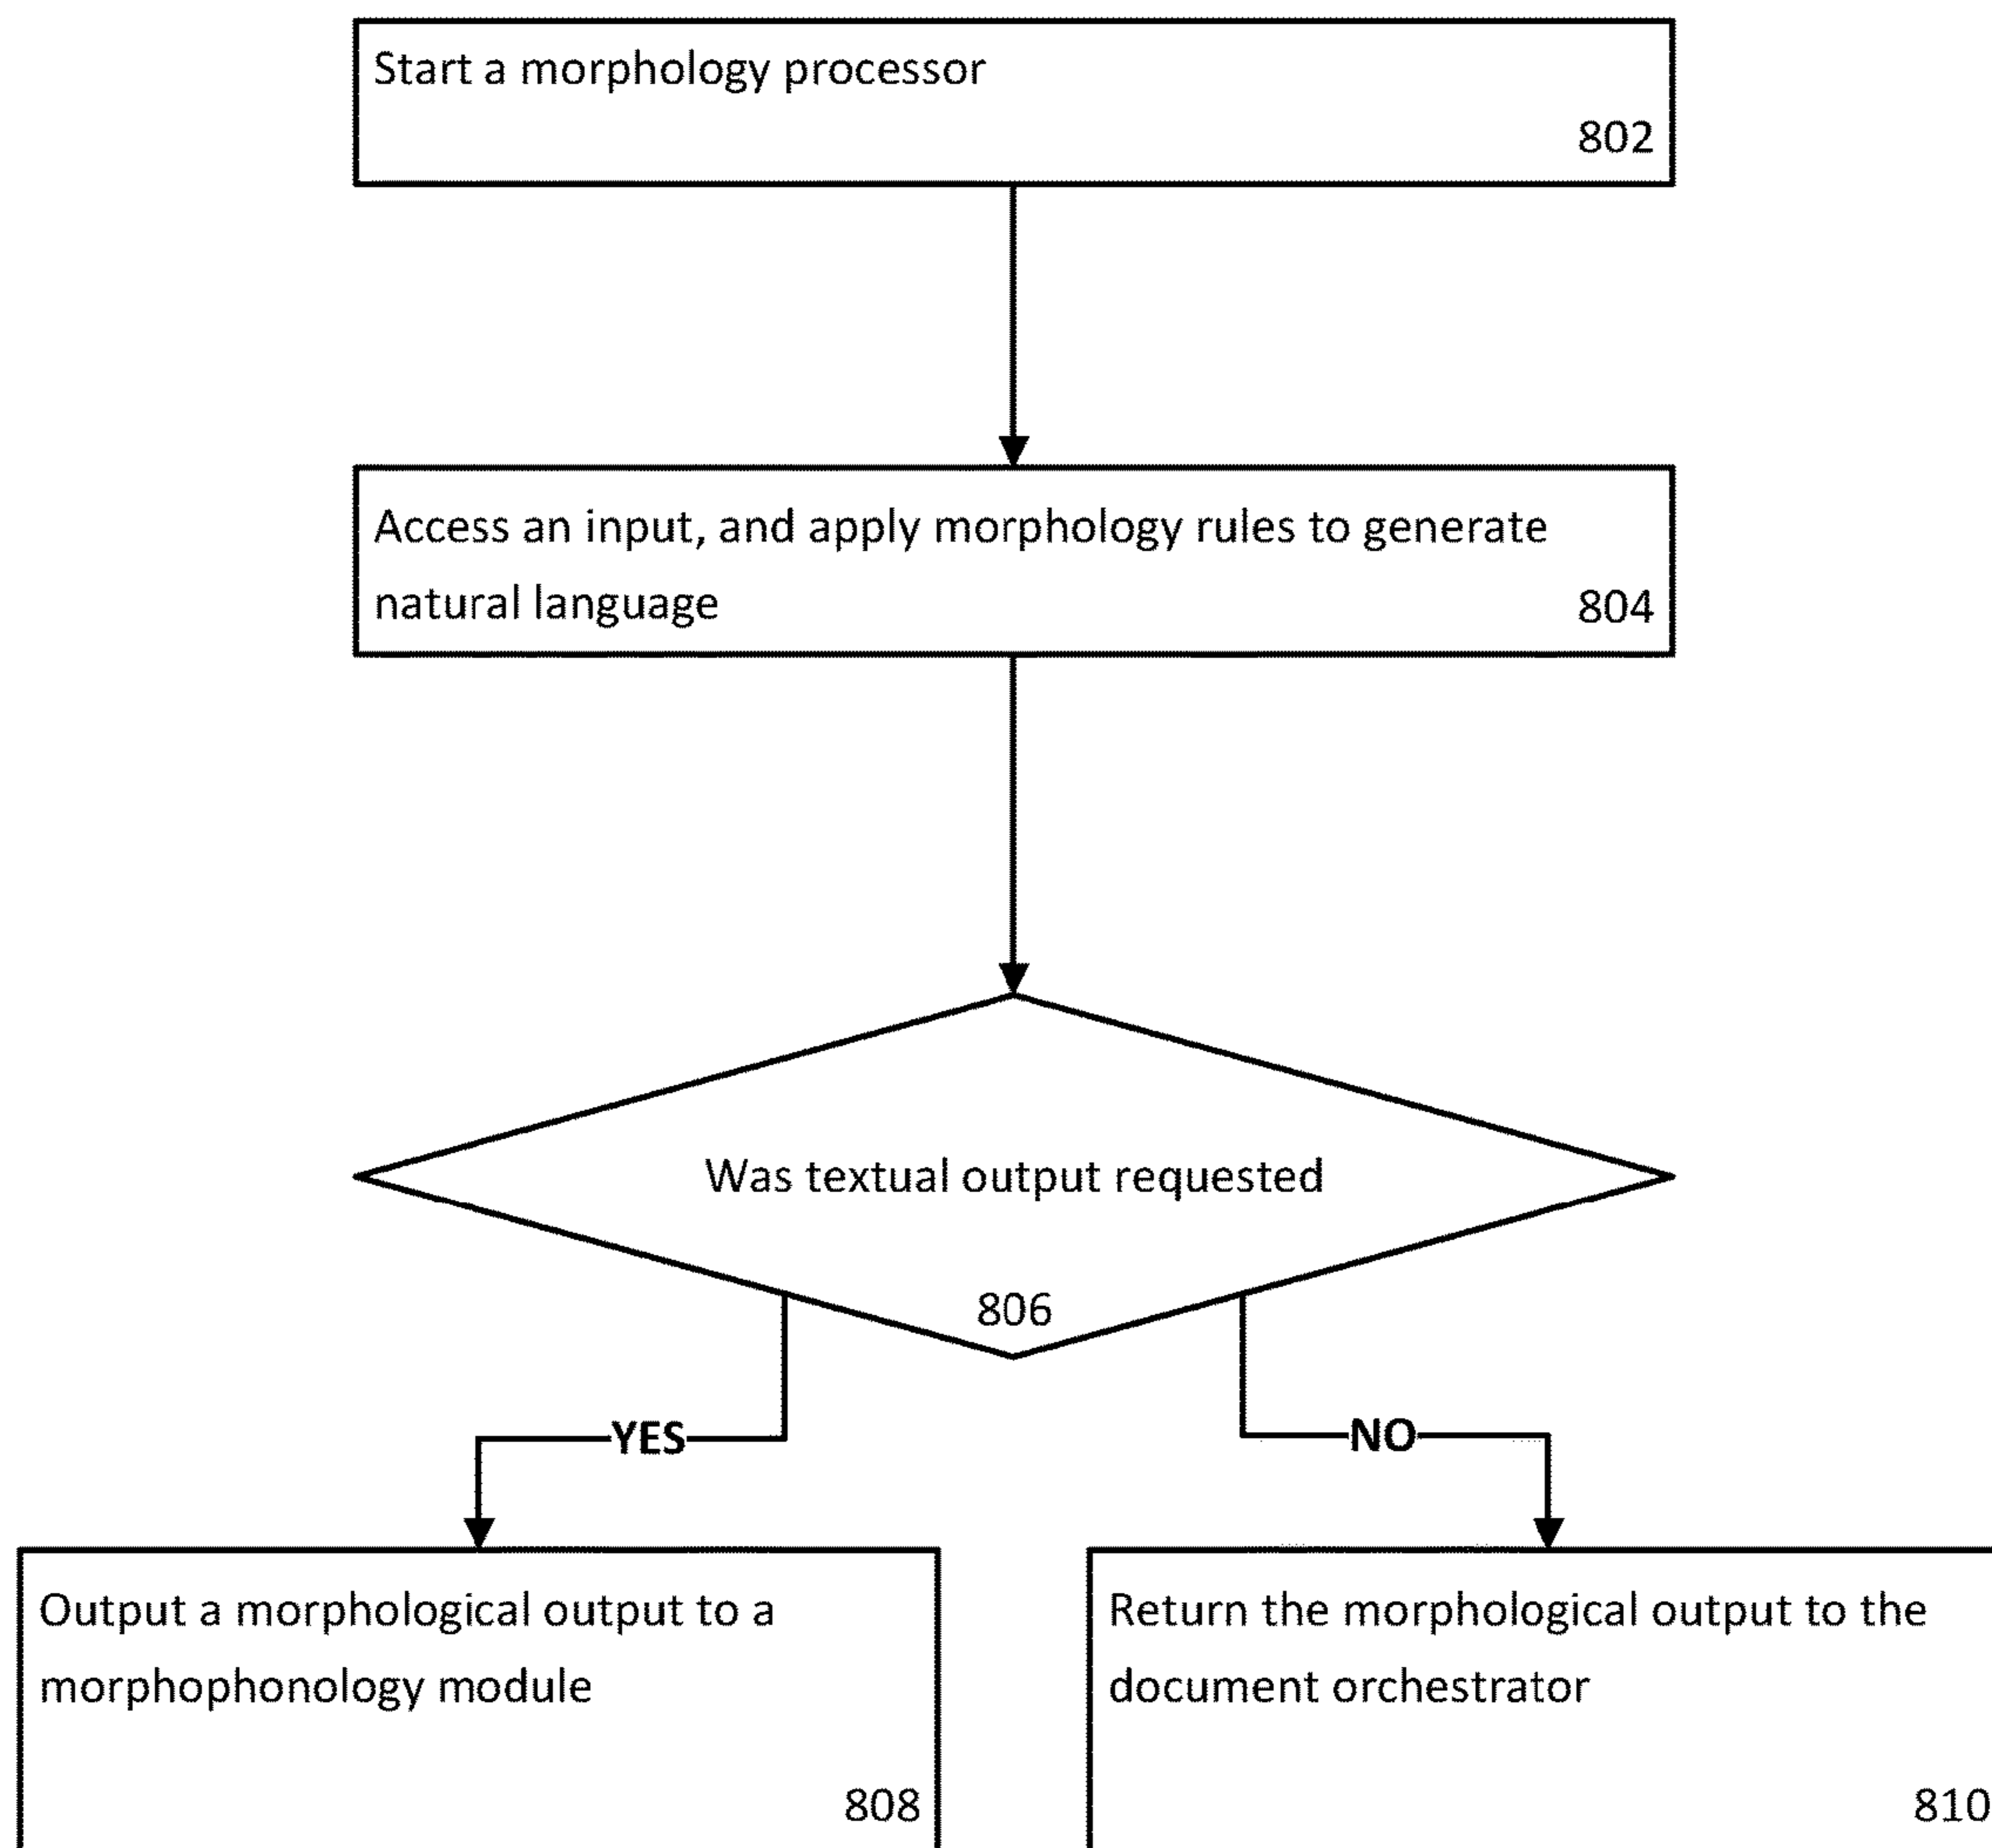 Start a morphology processor
802
Access an input, and apply morphology rules to generate
natural language
804
Was textual output requested
806
YES
NO
Output a morphological output to a
morphophonology module
808
Return the morphological output to the
document orchestrator
810